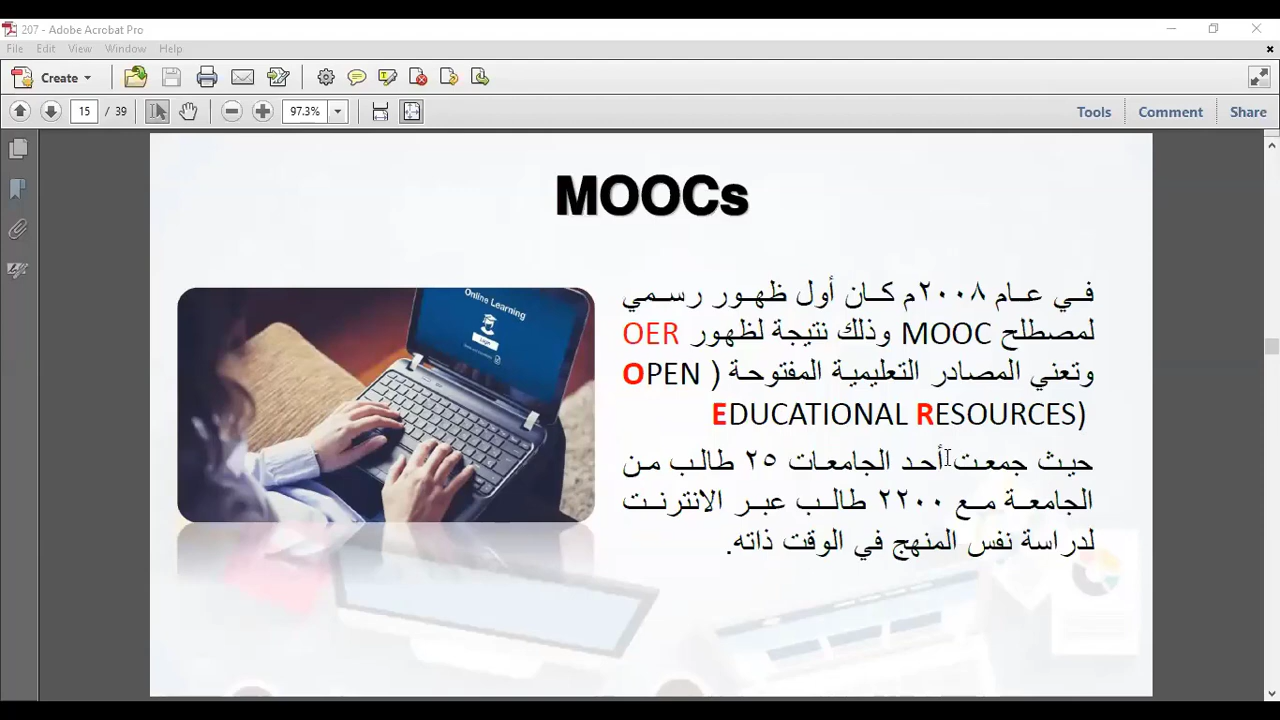 207 - Adobe Acrobat Pro
File Edit View Window Help
Create
15 / 39 97.3% Tools Comment Share
MOOCs
Online Learning
Login
في عام ٢٠٠٨م كان أول ظهور رسمي
لمصطلح MOOC وذلك نتيجة لظهور OER
وتعني المصادر التعليمية المفتوحة ( OPEN
EDUCATIONAL RESOURCES)
حيث جمعت أحد الجامعات ٢٥ طالب من
الجامعة مع ٢٢٠٠ طالب عبر الانترنت
لدراسة نفس المنهج في الوقت ذاته.